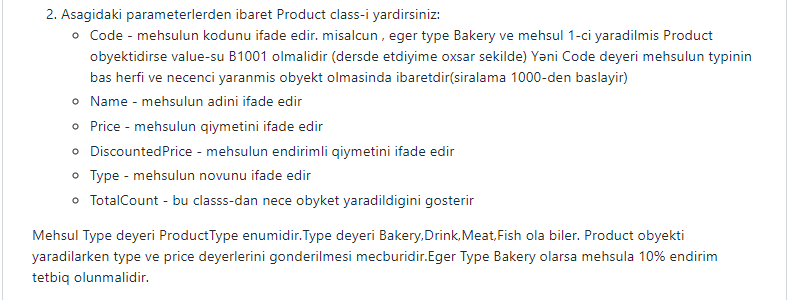 2. Asagidaki parameterlerden ibaret Product class-i yardirsiniz:
Code - mehsulun kodunu ifade edir. misalcun , eger type Bakery ve mehsul 1-ci yaradilmis Product
obyektidirse value-su B1001 olmalidir (dersde etdiyime oxsar sekilde) Yəni Code deyeri mehsulun typinin
bas herfi ve necenci yaranmis obyekt olmasinda ibaretdir(siralama 1000-den baslayir)
Name - mehsulun adini ifade edir
Price - mehsulun qiymetini ifade edir
DiscountedPrice - mehsulun endirimli qiymetini ifade edir
Type - mehsulun novunu ifade edir
TotalCount - bu classs-dan nece obyket yaradildigini gosterir
Mehsul Type deyeri ProductType enumidir.Type deyeri Bakery,Drink,Meat,Fish ola biler. Product obyekti
yaradilarken type ve price deyerlerini gonderilmesi mecburidir.Eger Type Bakery olarsa mehsula 10% endirim
tetbiq olunmalidir.